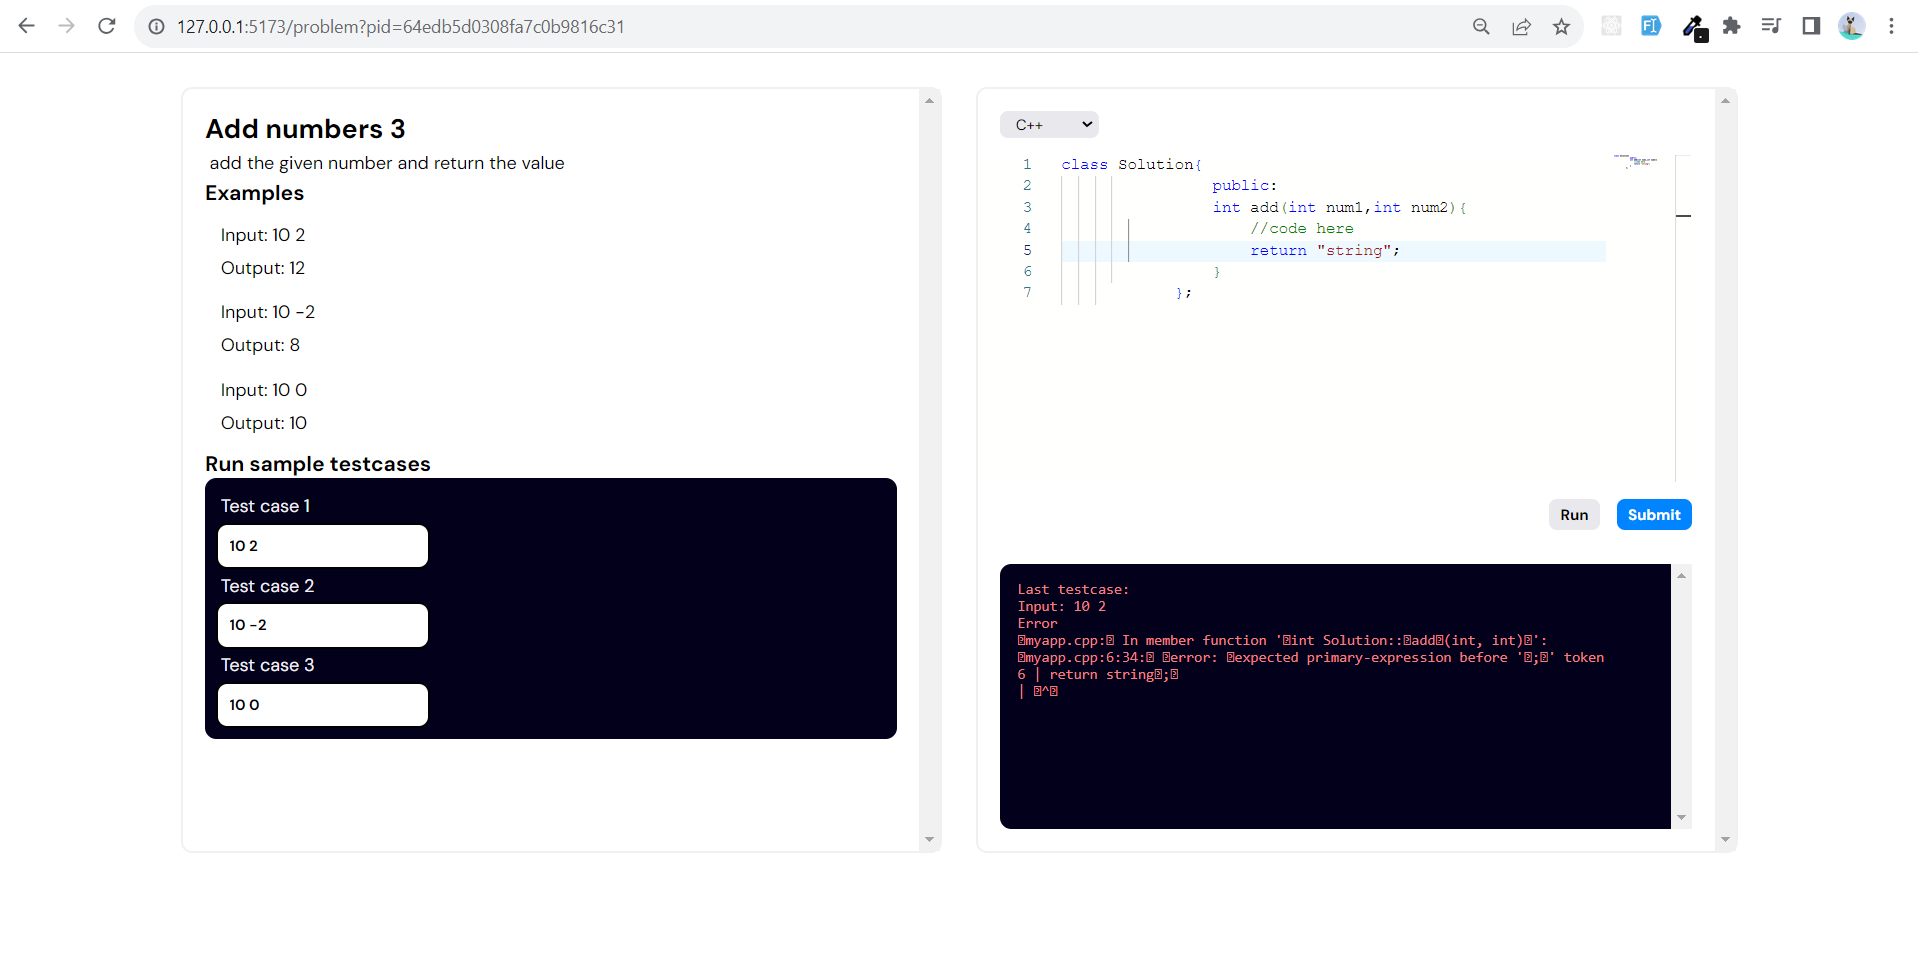 127.0.0.1:5173/problem?pid=64edb5d0308fa7c0b9816c31
Add numbers 3
add the given number and return the value
Examples
Input: 10 2
Output: 12
Input: 10 -2
Output: 8
Input: 10 0
Output: 10
Run sample testcases
Test case 1
10 2
Test case 2
10 -2
Test case 3
10 0
C++
1 class Solution{
2 public:
3 int add(int num1,int num2){
4 //code here
5 return "string";
6 }
7 };
Run
Submit
Last testcase:
Input: 10 2
Error
myapp.cpp: In member function 'int Solution::add(int, int)':
myapp.cpp:6:34: error: expected primary-expression before ';' token
6 | return string;
| ^